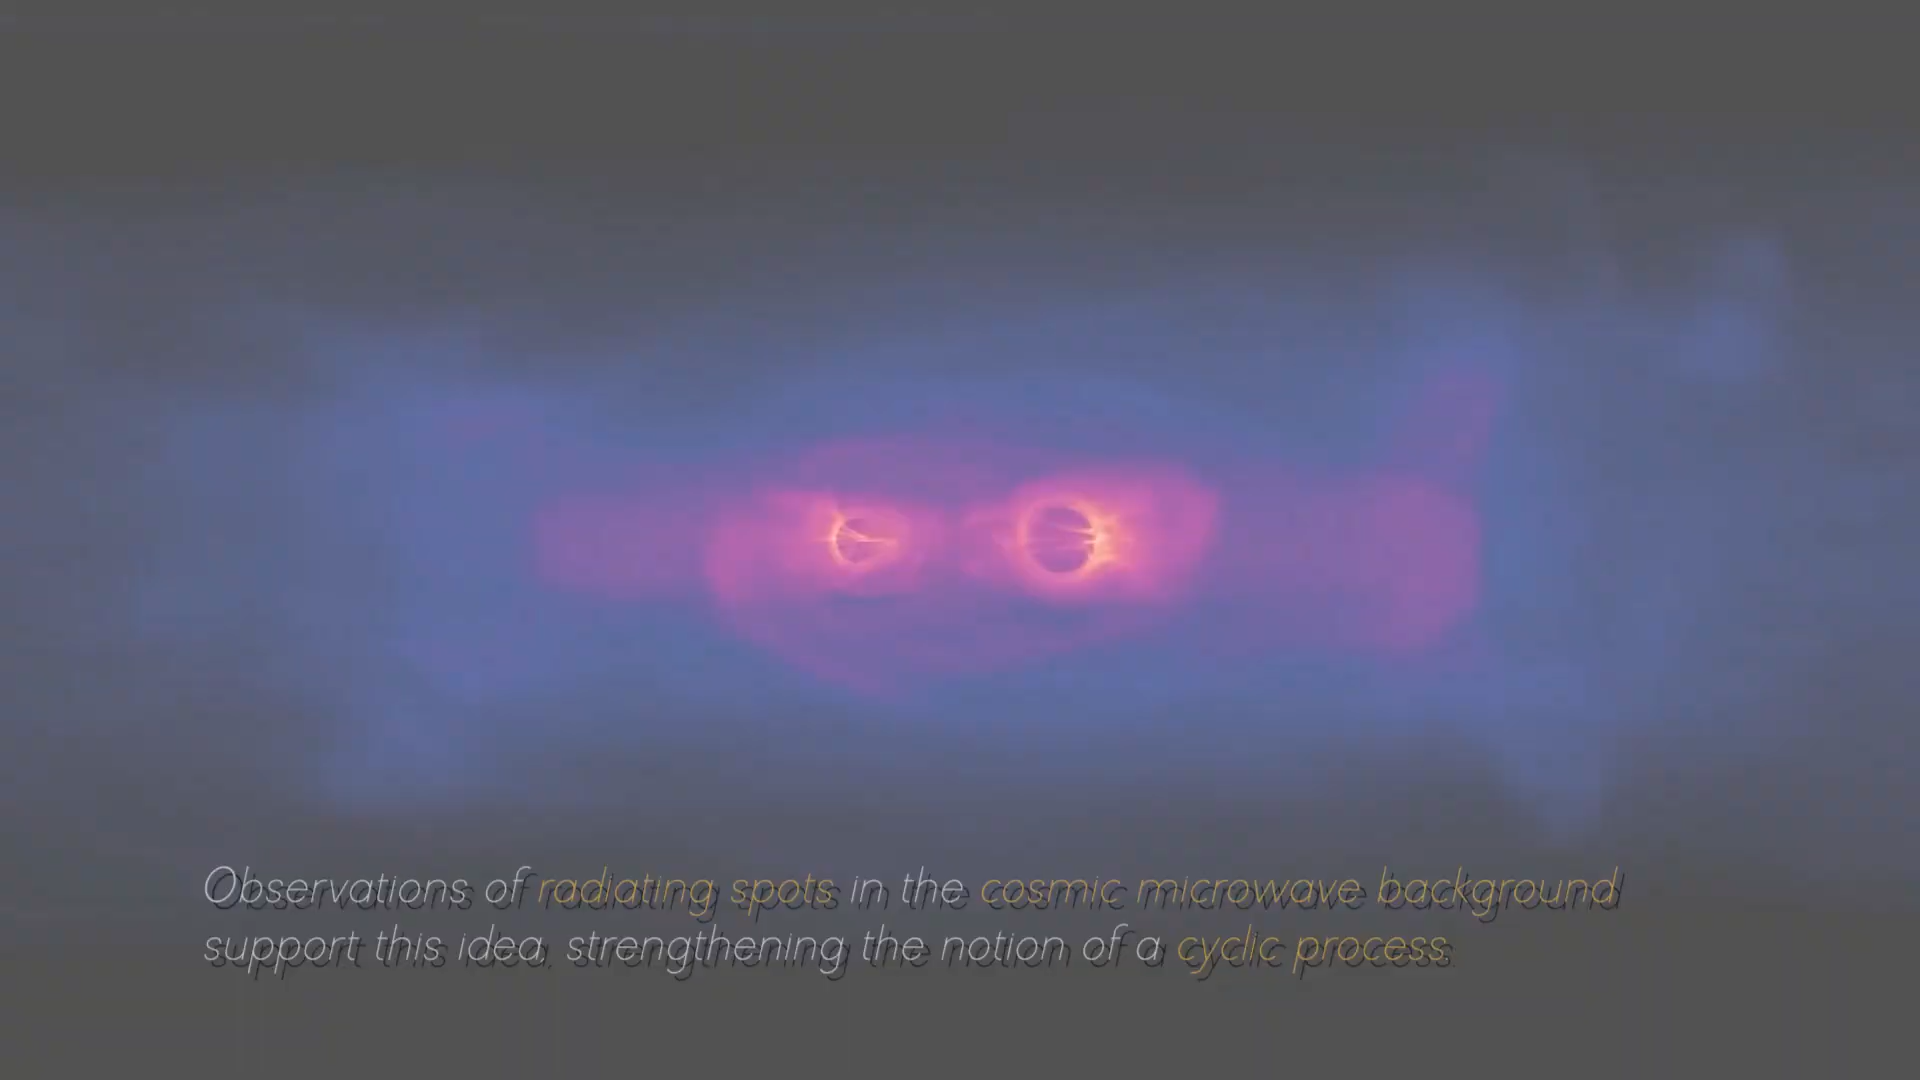 Observations of radiating spots in the cosmic microwave background
support this idea, strengthening the notion of a cyclic process.